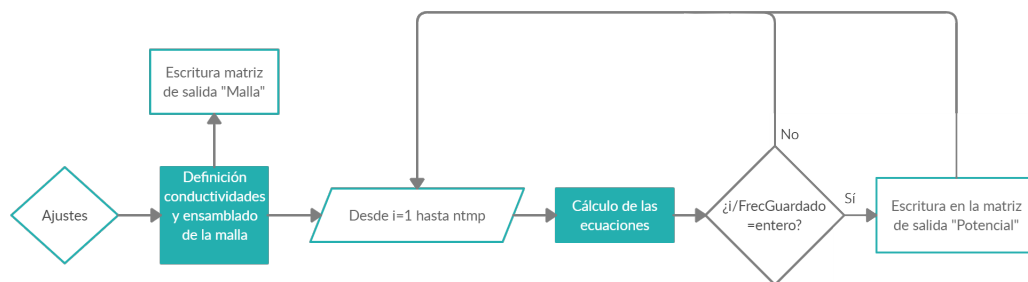 Escritura matriz
de salida "Malla"
Ajustes
Definición
conductividades
y ensamblado
de la malla
Desde i=1 hasta ntmp
Cálculo de las
ecuaciones
¿i/FrecGuardado
=entero?
No
Sí
Escritura en la matriz
de salida "Potencial"